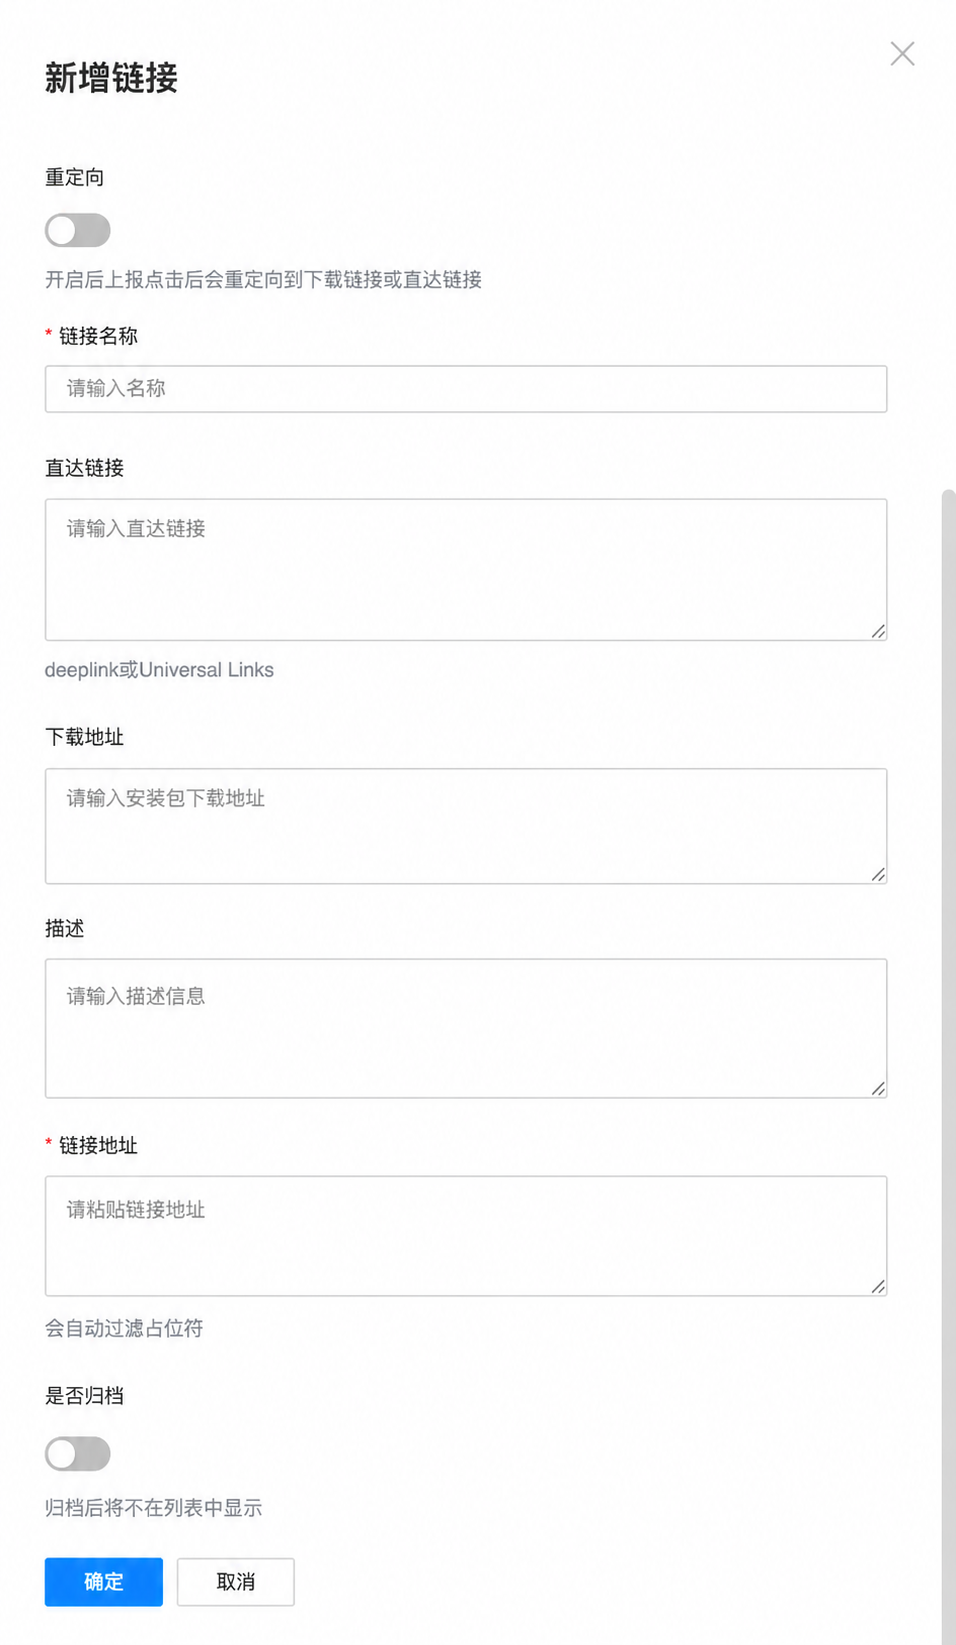 新增链接
重定向
开启后上报点击后会重定向到下载链接或直达链接
* 链接名称
请输入名称
直达链接
请输入直达链接
deeplink或Universal Links
下载地址
请输入安装包下载地址
描述
请输入描述信息
* 链接地址
请粘贴链接地址
会自动过滤占位符
是否归档
归档后将不在列表中显示
确定 取消